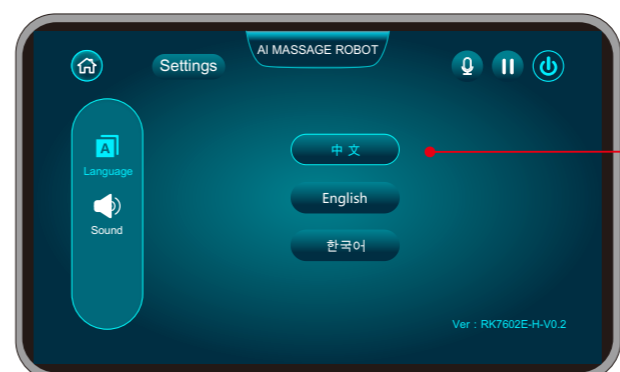 AI MASSAGE ROBOT
Settings
A
Language
Sound
中文
English
한국어
Ver : RK7602E-H-V0.2